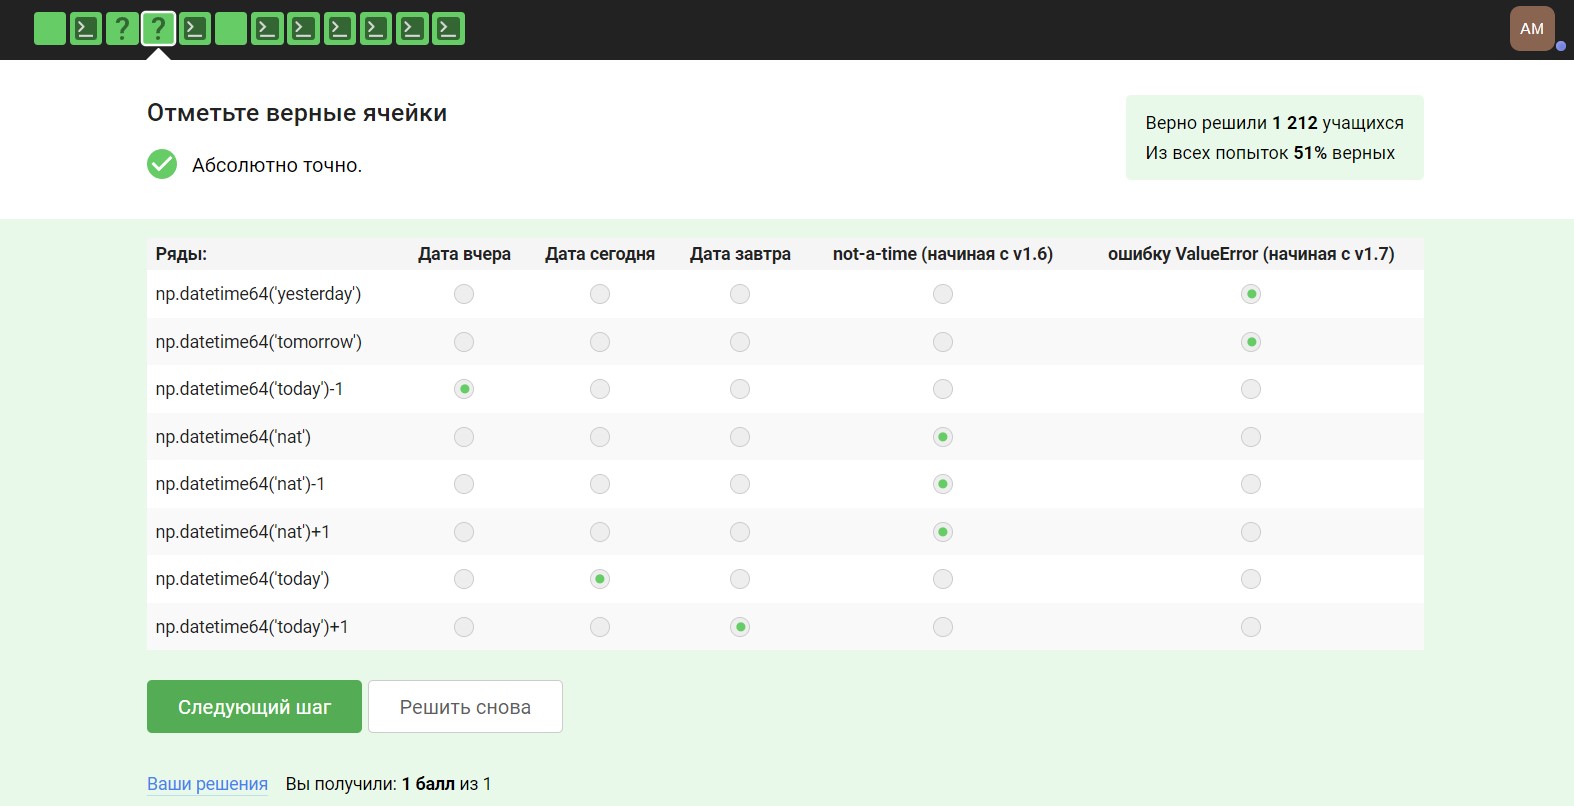 ? ?
AM
Отметьте верные ячейки
Абсолютно точно.
Верно решили 1 212 учащихся
Из всех попыток 51% верных
Ряды: Дата вчера Дата сегодня Дата завтра not-a-time (начиная с v1.6) ошибку ValueError (начиная с v1.7)
np.datetime64('yesterday')
np.datetime64('tomorrow')
np.datetime64('today')-1
np.datetime64('nat')
np.datetime64('nat')-1
np.datetime64('nat')+1
np.datetime64('today')
np.datetime64('today')+1
Следующий шаг Решить снова
Ваши решения Вы получили: 1 балл из 1